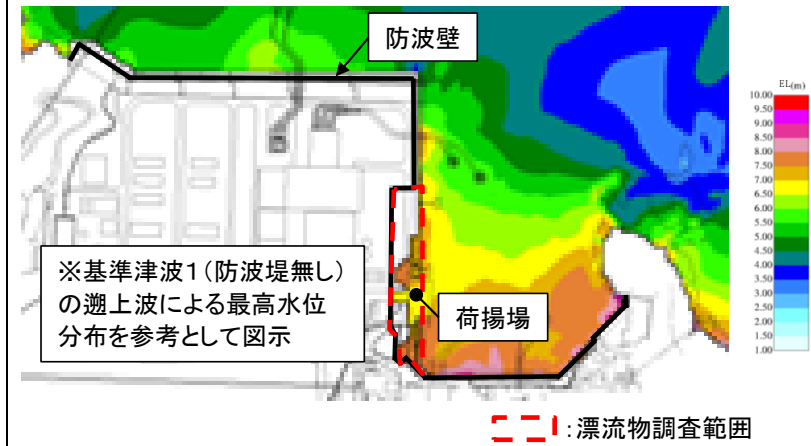 防波壁
EL(m)
10.00
9.50
9.00
8.50
8.00
7.50
7.00
6.50
6.00
5.50
5.00
4.50
4.00
3.50
3.00
2.50
2.00
1.50
1.00
※基準津波1(防波堤無し)
の遡上波による最高水位
分布を参考として図示
荷揚場
:漂流物調査範囲